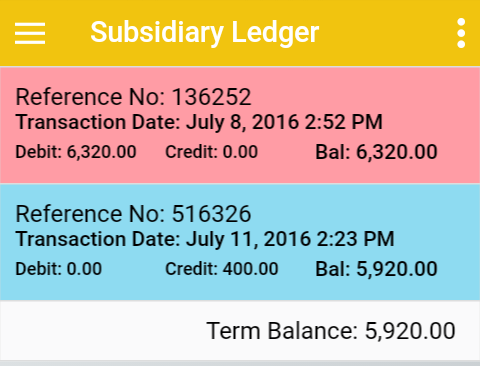 Subsidiary Ledger
Reference No: 136252
Transaction Date: July 8, 2016 2:52 PM
Debit: 6,320.00 Credit: 0.00 Bal: 6,320.00
Reference No: 516326
Transaction Date: July 11, 2016 2:23 PM
Debit: 0.00 Credit: 400.00 Bal: 5,920.00
Term Balance: 5,920.00